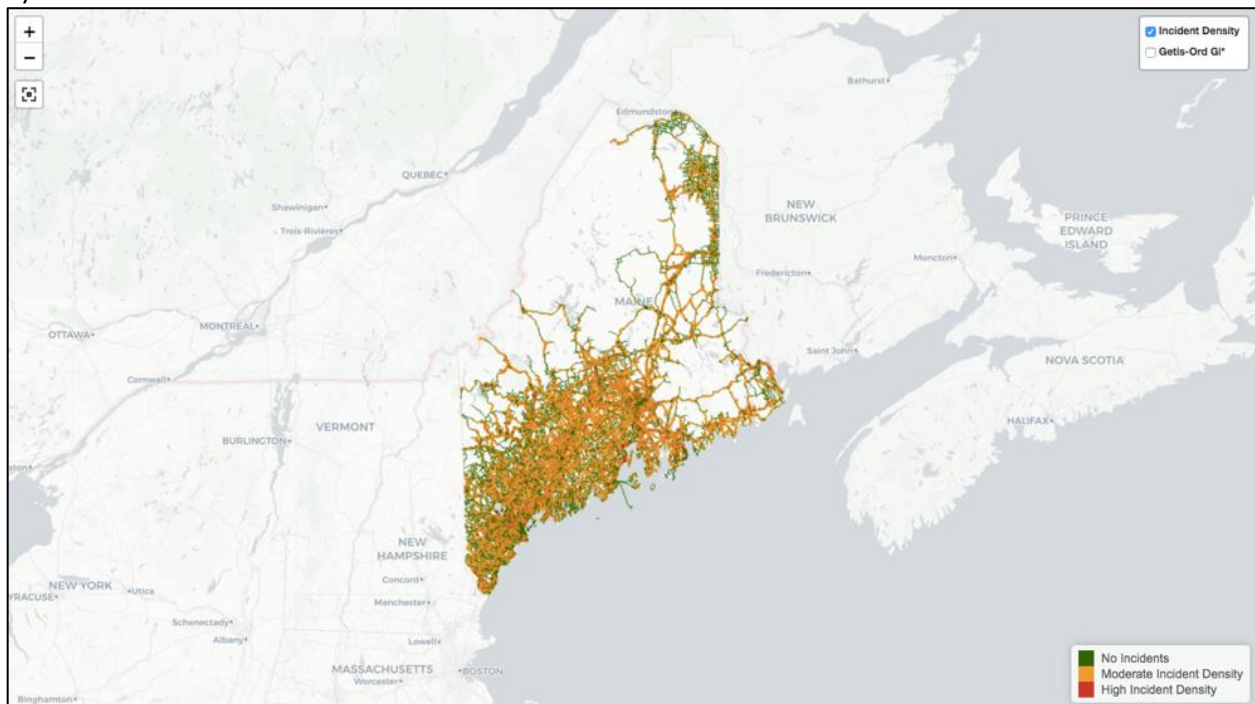 +
−
Incident Density
Getis-Ord Gi*
Bathurst
Edmundston
QUEBEC
NEW
BRUNSWICK
PRINCE
EDWARD
ISLAND
Shawinigan
Trois-Rivières
Moncton
Fredericton
MAINE
OTTAWA
MONTREAL
Saint John
NOVA SCOTIA
Cornwall
HALIFAX
VERMONT
BURLINGTON
NEW
HAMPSHIRE
Concord
NEW YORK
Utica
Manchester
Schenectady
Albany
Lowell
MASSACHUSETTS
BOSTON
Worcester
Binghamton
No Incidents
Moderate Incident Density
High Incident Density